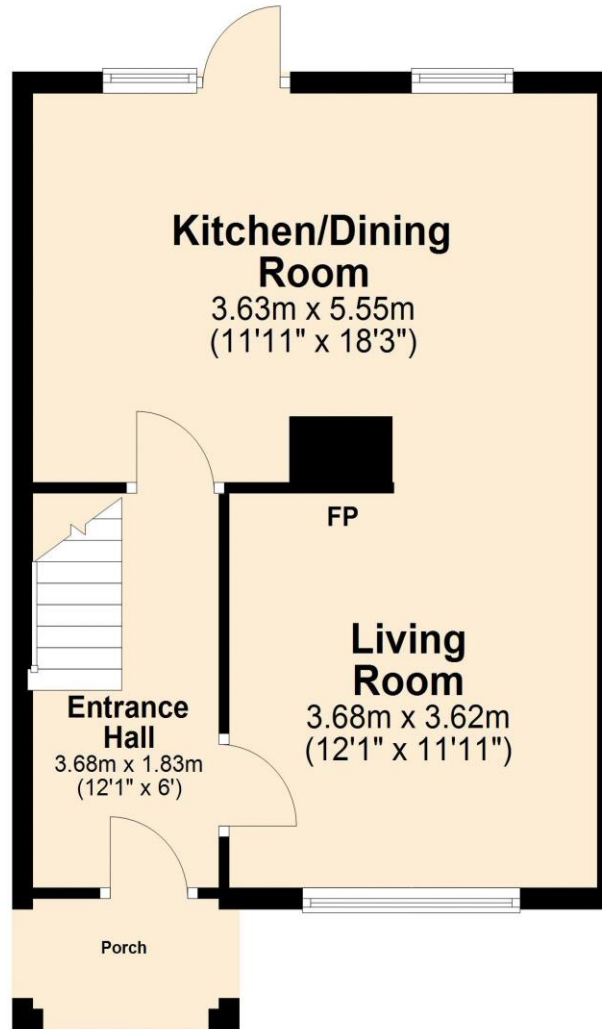 Kitchen/Dining
Room
3.63m x 5.55m
(11'11" x 18'3")
FP
Living
Room
3.68m x 3.62m
(12'1" x 11'11")
Entrance
Hall
3.68m x 1.83m
(12'1" x 6')
Porch